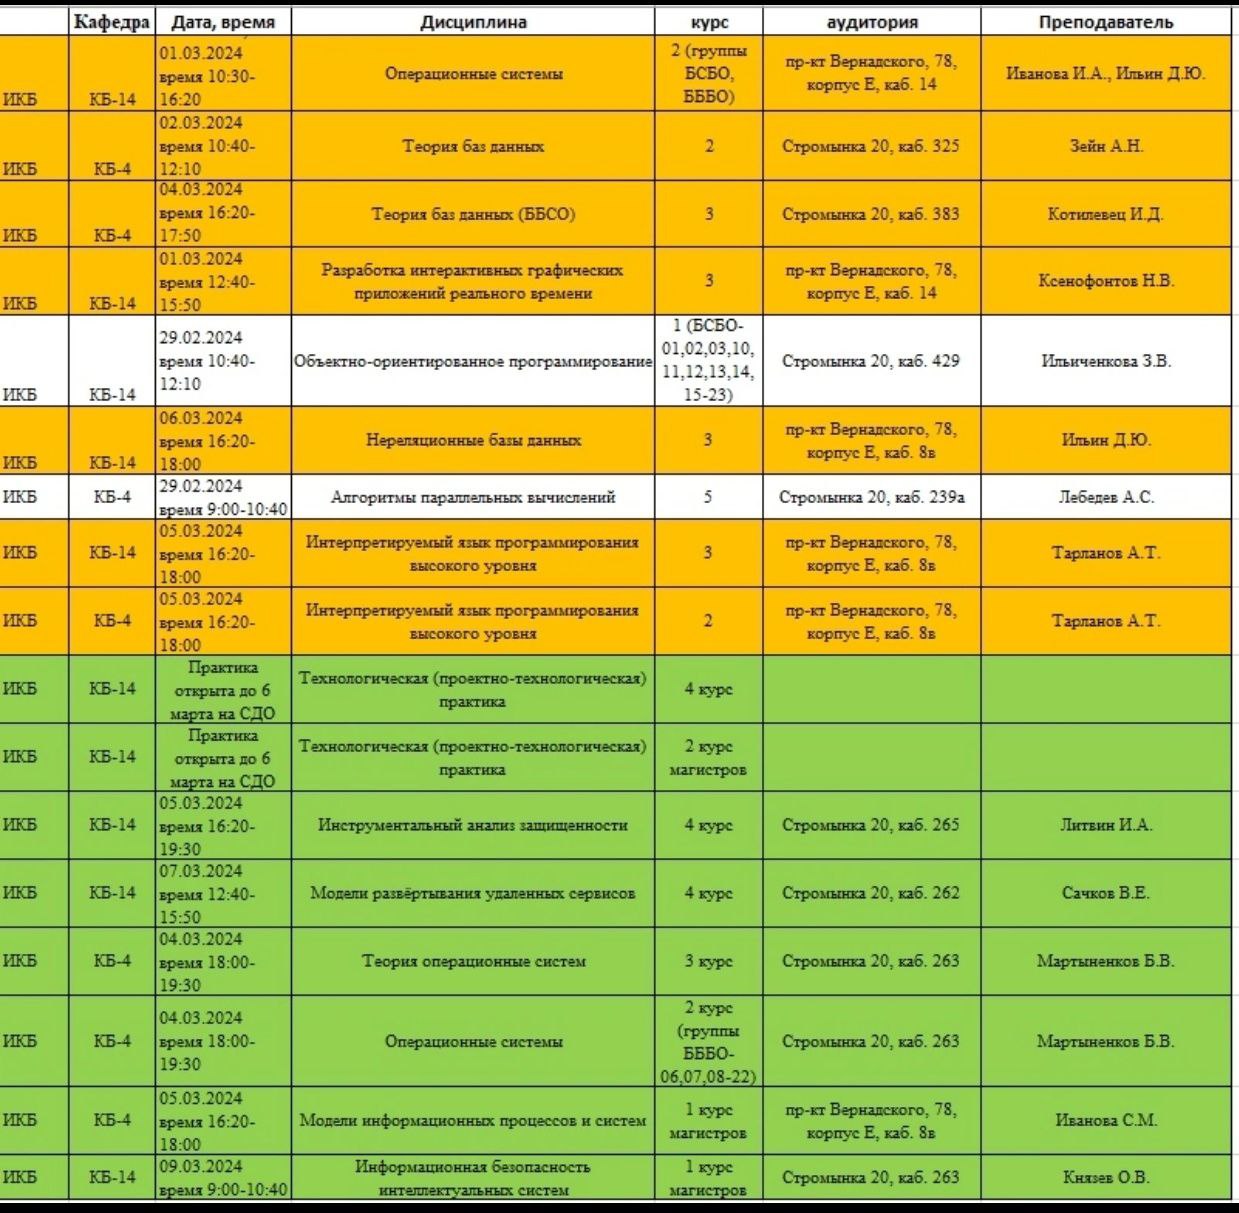 Кафедра Дата, время Дисциплина курс аудитория Преподаватель
ИКБ КБ-14 01.03.2024 время 10:30-16:20 Операционные системы 2 (группы БСБО, БББО) пр-кт Вернадского, 78, корпус Е, каб. 14 Иванова И.А., Ильин Д.Ю.
ИКБ КБ-4 02.03.2024 время 10:40-12:10 Теория баз данных 2 Стромынка 20, каб. 325 Зейн А.Н.
ИКБ КБ-4 04.03.2024 время 16:20-17:50 Теория баз данных (ББСО) 3 Стромынка 20, каб. 383 Котилевец И.Д.
ИКБ КБ-14 01.03.2024 время 12:40-15:50 Разработка интерактивных графических приложений реального времени 3 пр-кт Вернадского, 78, корпус Е, каб. 14 Ксенофонтов Н.В.
ИКБ КБ-14 29.02.2024 время 10:40-12:10 Объектно-ориентированное программирование 1 (БСБО-01,02,03,10,11,12,13,14,15-23) Стромынка 20, каб. 429 Ильиченкова З.В.
ИКБ КБ-14 06.03.2024 время 16:20-18:00 Нереляционные базы данных 3 пр-кт Вернадского, 78, корпус Е, каб. 8в Ильин Д.Ю.
ИКБ КБ-4 29.02.2024 время 9:00-10:40 Алгоритмы параллельных вычислений 5 Стромынка 20, каб. 239а Лебедев А.С.
ИКБ КБ-14 05.03.2024 время 16:20-18:00 Интерпретируемый язык программирования высокого уровня 3 пр-кт Вернадского, 78, корпус Е, каб. 8в Тарланов А.Т.
ИКБ КБ-4 05.03.2024 время 16:20-18:00 Интерпретируемый язык программирования высокого уровня 2 пр-кт Вернадского, 78, корпус Е, каб. 8в Тарланов А.Т.
ИКБ КБ-14 Практика открыта до 6 марта на СДО Технологическая (проектно-технологическая) практика 4 курс
ИКБ КБ-14 Практика открыта до 6 марта на СДО Технологическая (проектно-технологическая) практика 2 курс магистров
ИКБ КБ-14 05.03.2024 время 16:20-19:30 Инструментальный анализ защищенности 4 курс Стромынка 20, каб. 265 Литвин И.А.
ИКБ КБ-14 07.03.2024 время 12:40-15:50 Модели развёртывания удаленных сервисов 4 курс Стромынка 20, каб. 262 Сачков В.Е.
ИКБ КБ-4 04.03.2024 время 18:00-19:30 Теория операционные систем 3 курс Стромынка 20, каб. 263 Мартыненков Б.В.
ИКБ КБ-4 04.03.2024 время 18:00-19:30 Операционные системы 2 курс (группы БББО-06,07,08-22) Стромынка 20, каб. 263 Мартыненков Б.В.
ИКБ КБ-4 05.03.2024 время 16:20-18:00 Модели информационных процессов и систем 1 курс магистров пр-кт Вернадского, 78, корпус Е, каб. 8в Иванова С.М.
ИКБ КБ-14 09.03.2024 время 9:00-10:40 Информационная безопасность интеллектуальных систем 1 курс магистров Стромынка 20, каб. 263 Князев О.В.